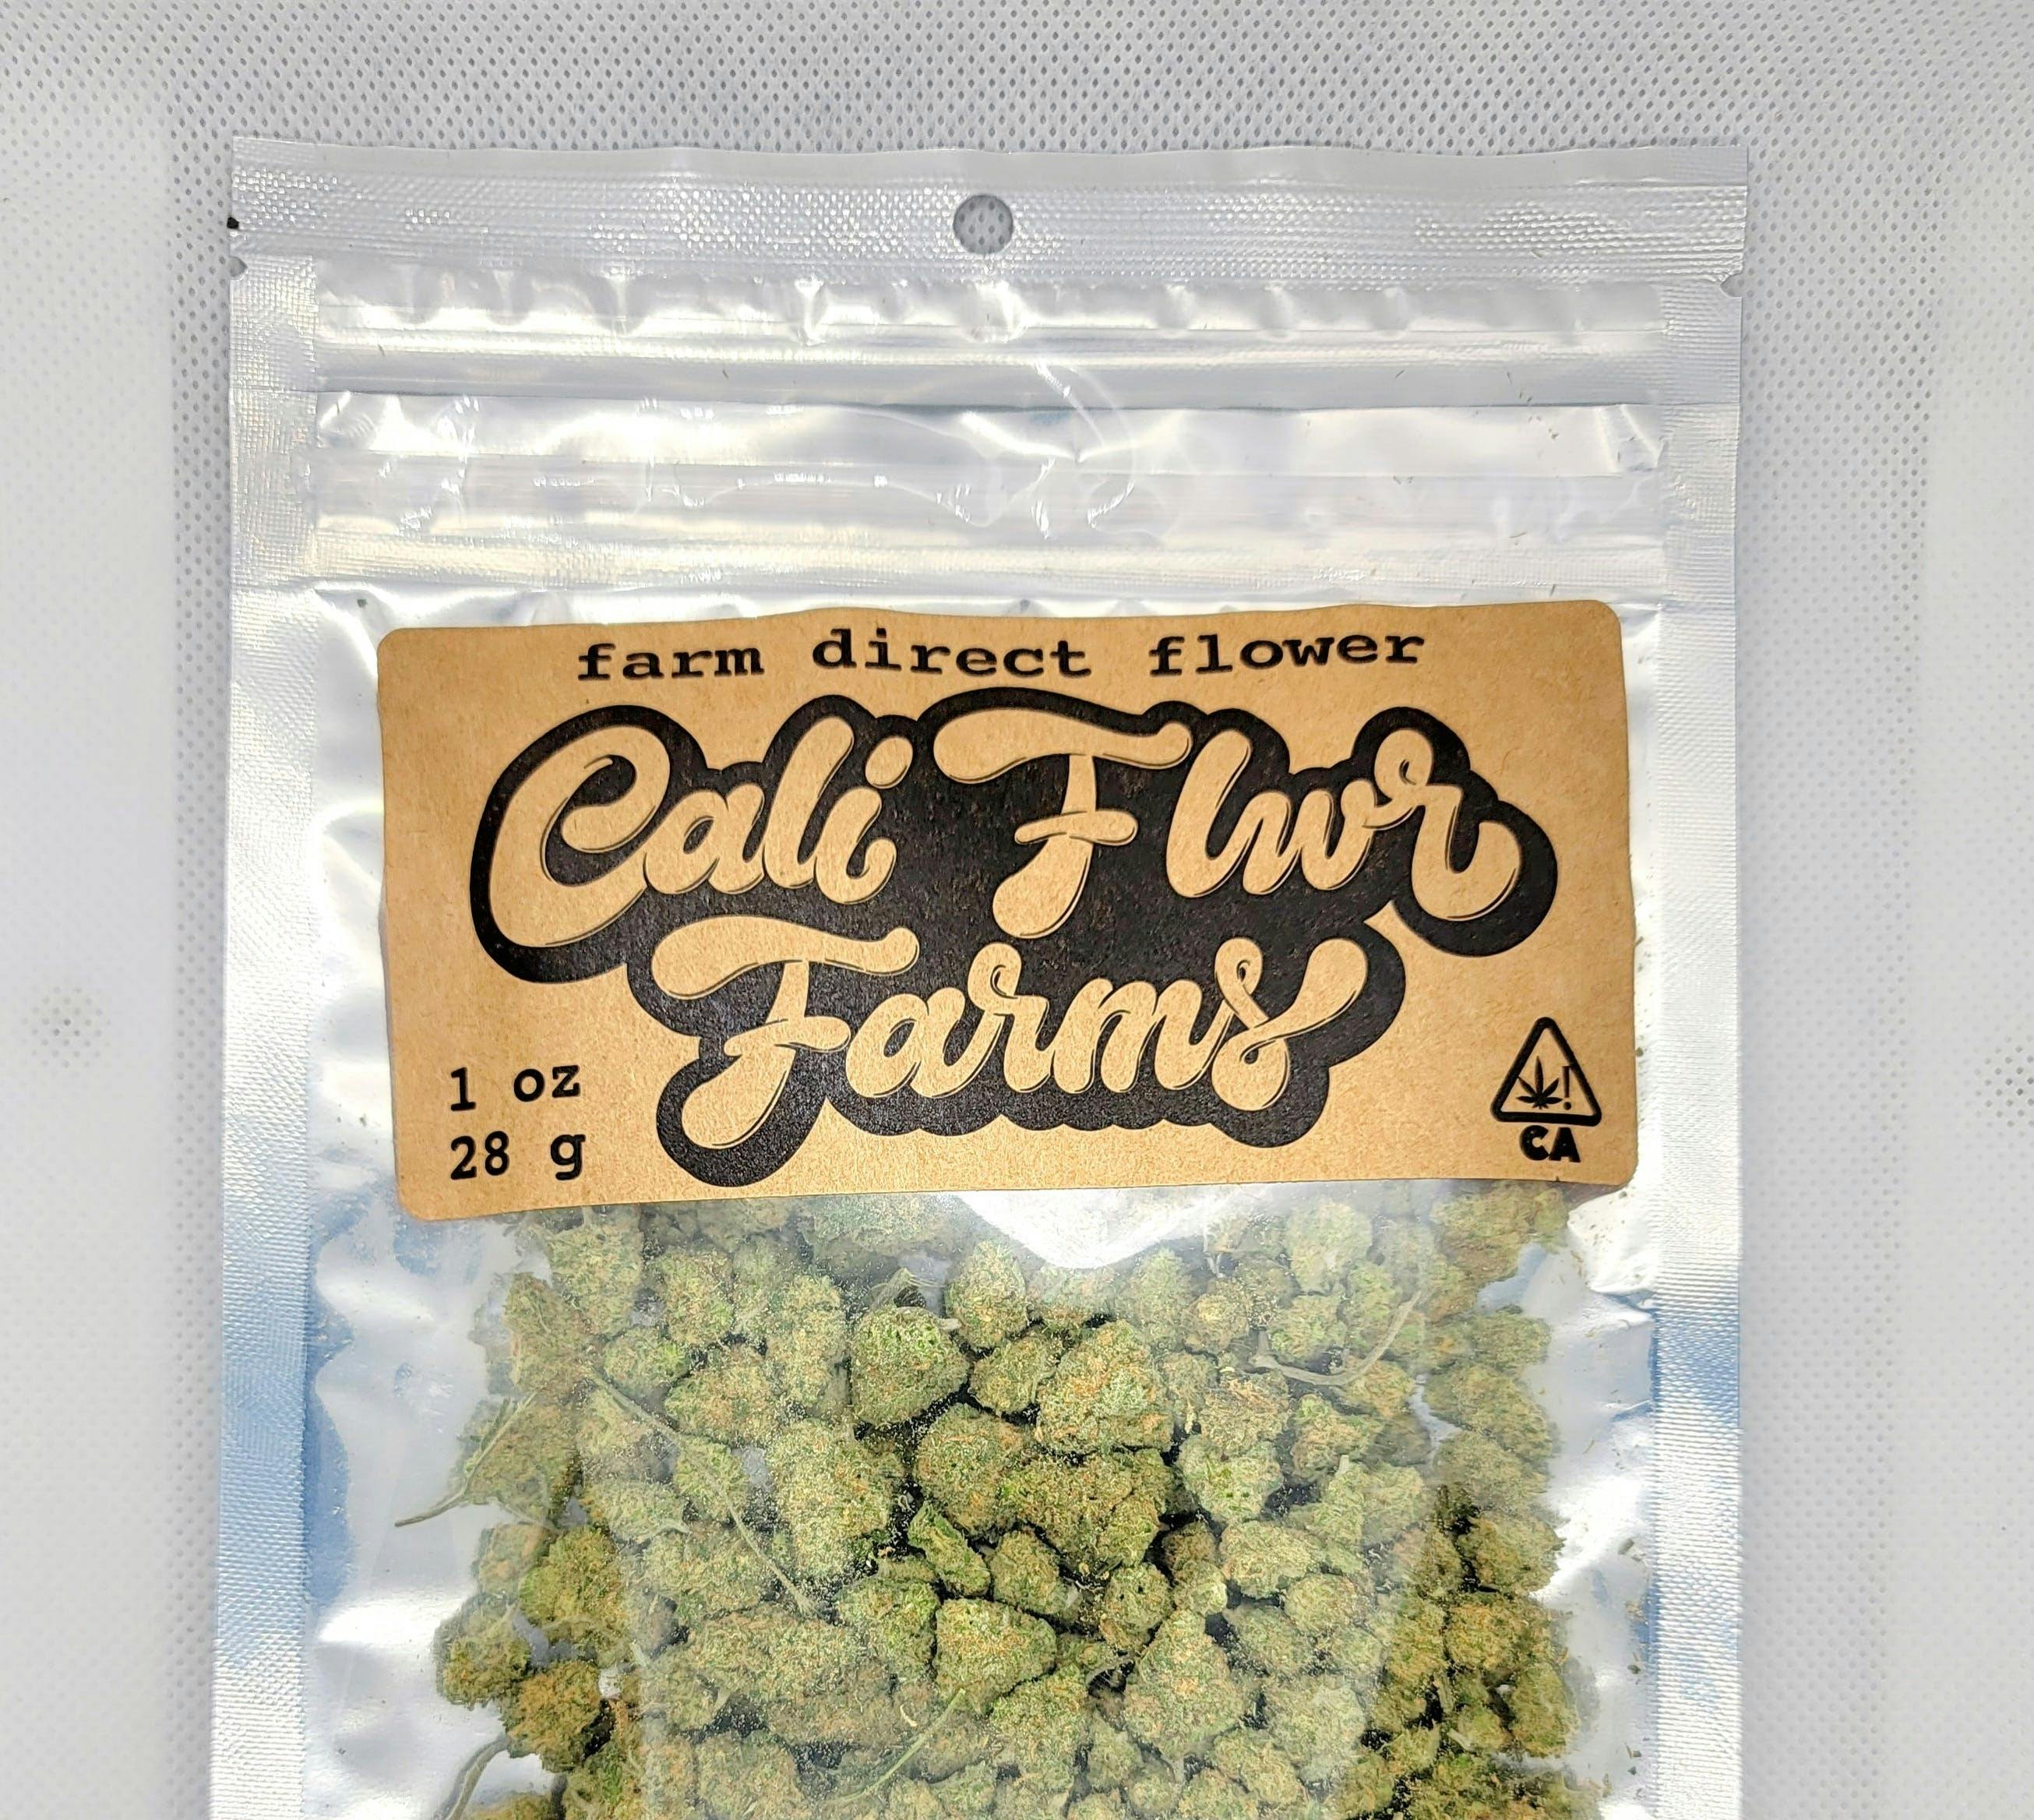 farm direct flower
Cali Flwr
Farms
1 oz
28 g
!
CA